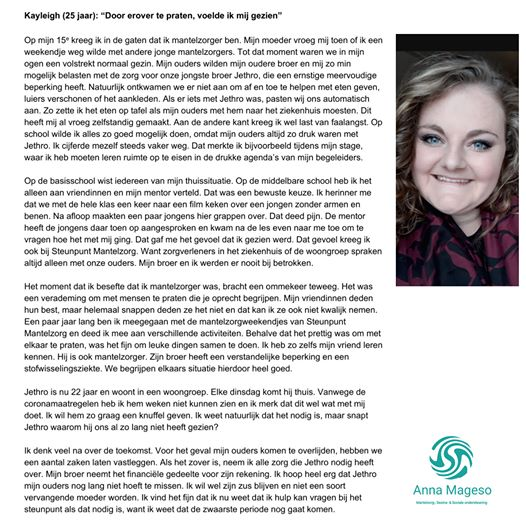 Kayleigh (25 jaar): “Door erover te praten, voelde ik mij gezien”
Op mijn 15ᵉ kreeg ik in de gaten dat ik mantelzorger ben. Mijn moeder vroeg mij toen of ik een
weekendje weg wilde met andere jonge mantelzorgers. Tot dat moment waren we in mijn
ogen een volstrekt normaal gezin. Mijn ouders wilden mijn oudere broer en mij zo min
mogelijk belasten met de zorg voor onze jongste broer Jethro, die een ernstige meervoudige
beperking heeft. Natuurlijk ontkwamen we er niet aan om af en toe te helpen met eten geven,
luiers verschonen of het aankleden. Als er iets met Jethro was, pasten wij ons automatisch
aan. Zo zette ik het eten op tafel als mijn ouders met hem naar het ziekenhuis moesten. Dit
heeft mij al vroeg zelfstandig gemaakt. Aan de andere kant kreeg ik wel last van faalangst. Op
school wilde ik alles zo goed mogelijk doen, omdat mijn ouders altijd zo druk waren met
Jethro. Ik cijferde mezelf steeds vaker weg. Dat merkte ik bijvoorbeeld tijdens mijn stage,
waar ik heb moeten leren ruimte op te eisen in de drukke agenda’s van mijn begeleiders.
Op de basisschool wist iedereen van mijn thuissituatie. Op de middelbare school heb ik het
alleen aan vriendinnen en mijn mentor verteld. Dat was een bewuste keuze. Ik herinner me
dat we met de hele klas een keer naar een film keken over een jongen zonder armen en
benen. Na afloop maakten een paar jongens hier grappen over. Dat deed pijn. De mentor
heeft de jongens daar toen op aangesproken en kwam na de les even naar me toe om te
vragen hoe het met mij ging. Dat gaf me het gevoel dat ik gezien werd. Dat gevoel kreeg ik
ook bij Steunpunt Mantelzorg. Want zorgverleners in het ziekenhuis of de woongroep spraken
altijd alleen met onze ouders. Mijn broer en ik werden er nooit bij betrokken.
Het moment dat ik besefte dat ik mantelzorger was, bracht een ommekeer teweeg. Het was
een verademing om met mensen te praten die je oprecht begrijpen. Mijn vriendinnen deden
hun best, maar helemaal snappen deden ze het niet en dat kan ik ze ook niet kwalijk nemen.
Een paar jaar lang ben ik meegegaan met de mantelzorgweekendjes van Steunpunt
Mantelzorg en deed ik mee aan verschillende activiteiten. Behalve dat het prettig was om met
elkaar te praten, was het fijn om leuke dingen samen te doen. Ik heb zo zelfs mijn vriend leren
kennen. Hij is ook mantelzorger. Zijn broer heeft een verstandelijke beperking en een
stofwisselingsziekte. We begrijpen elkaars situatie hierdoor heel goed.
Jethro is nu 22 jaar en woont in een woongroep. Elke dinsdag komt hij thuis. Vanwege de
coronamaatregelen heb ik hem weken niet kunnen zien en ik merk dat dit wel wat met mij
doet. Ik wil hem zo graag een knuffel geven. Ik weet natuurlijk dat het nodig is, maar snapt
Jethro waarom hij ons al zo lang niet heeft gezien?
Ik denk veel na over de toekomst. Voor het geval mijn ouders komen te overlijden, hebben we
een aantal zaken laten vastleggen. Als het zover is, neem ik alle zorg die Jethro nodig heeft
over. Mijn broer neemt het financiële gedeelte voor zijn rekening. Ik hoop heel erg dat Jethro
mijn ouders nog lang niet hoeft te missen. Ik wil wel zijn zus blijven en niet een soort
vervangende moeder worden. Ik vind het fijn dat ik nu weet dat ik hulp kan vragen bij het
steunpunt als dat nodig is, want ik weet dat de zwaarste periode nog gaat komen.
Anna Mageso
Mantelzorg, Gezins- & Sociale ondersteuning